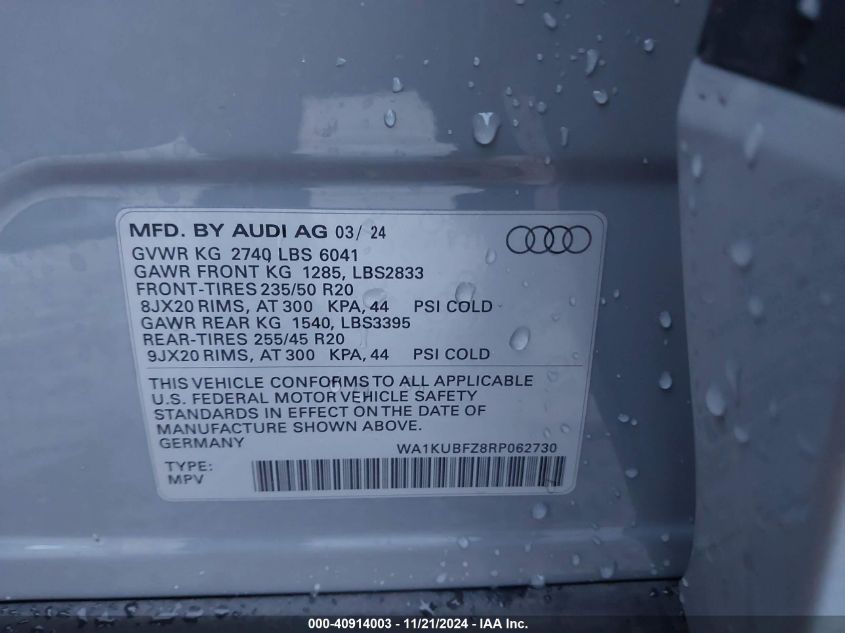 MFD. BY AUDI AG 03/ 24
GVWR KG 2740, LBS 6041
GAWR FRONT KG 1285, LBS2833
FRONT-TIRES 235/50 R20
8JX20 RIMS, AT 300 KPA, 44 PSI COLD
GAWR REAR KG 1540, LBS3395
REAR-TIRES 255/45 R20
9JX20 RIMS, AT 300 KPA, 44 PSI COLD
THIS VEHICLE CONFORMS TO ALL APPLICABLE
U.S. FEDERAL MOTOR VEHICLE SAFETY
STANDARDS IN EFFECT ON THE DATE OF
MANUFACTURE SHOWN ABOVE.
GERMANY
WA1KUBFZ8RP062730
TYPE:
MPV
000-40914003 - 11/21/2024 - IAA Inc.